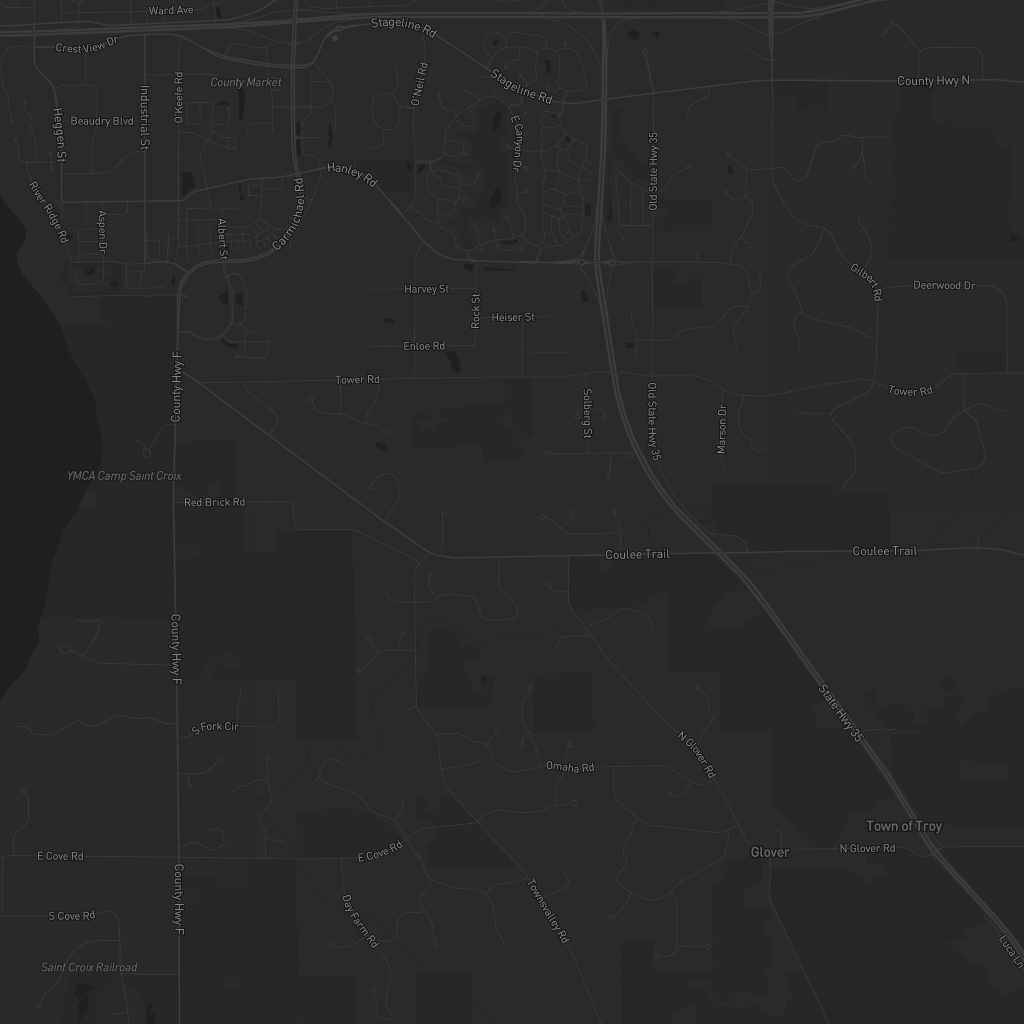 Ward Ave
Stageline Rd
Crest View Dr
County Market
O'Keefe Rd
O'Neil Rd
Stageline Rd
County Hwy N
Industrial St
Heggen St
Beaudry Blvd
E Canyon Dr
Old State Hwy 35
Hanley Rd
River Ridge Rd
Aspen Dr
Albert St
Carmichael Rd
Gilbert Rd
Deerwood Dr
Harvey St
Rock St
Heiser St
Enloe Rd
County Hwy F
Tower Rd
Solberg St
Old State Hwy 35
Marson Dr
Tower Rd
YMCA Camp Saint Croix
Red Brick Rd
Coulee Trail
Coulee Trail
County Hwy F
State Hwy 35
S Fork Cir
N Glover Rd
Omaha Rd
Town of Troy
E Cove Rd
E Cove Rd
Glover
N Glover Rd
County Hwy F
S Cove Rd
Day Farm Rd
Townsvalley Rd
Luca Ln
Saint Croix Railroad